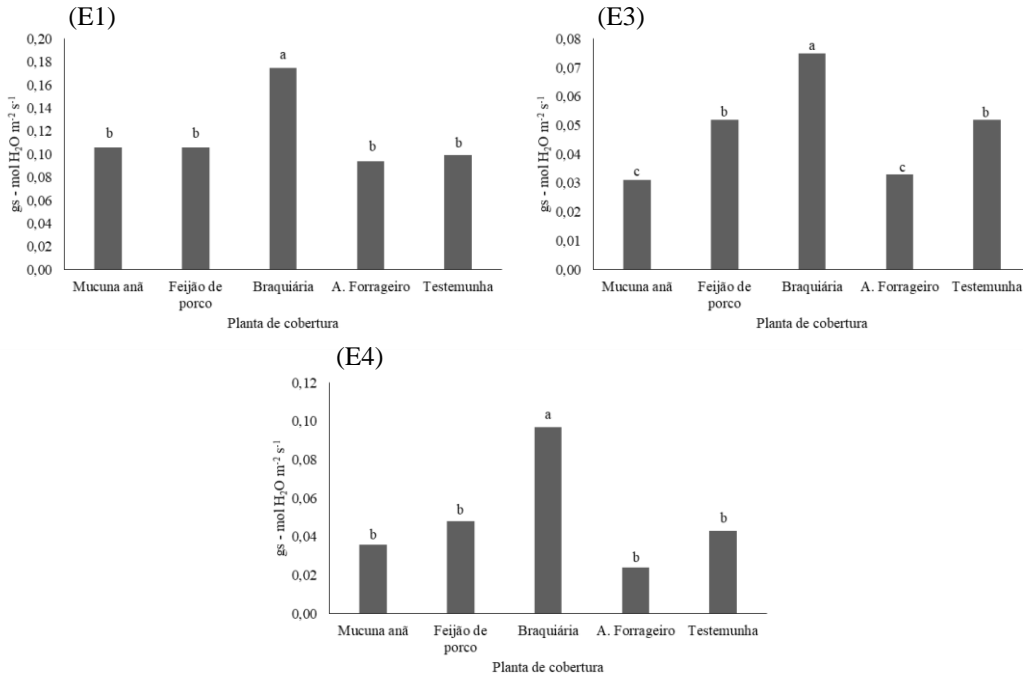 (E1)
gs - mol H₂O m⁻² s⁻¹
0,20
0,18
0,16
0,14
0,12
0,10
0,08
0,06
0,04
0,02
0,00
b
b
a
b
b
Mucuna anã
Feijão de
porco
Braquiária
A. Forrageiro
Testemunha
Planta de cobertura
(E3)
gs - mol H₂O m⁻² s⁻¹
0,08
0,07
0,06
0,05
0,04
0,03
0,02
0,01
0,00
c
b
a
c
b
Mucuna anã
Feijão de
porco
Braquiária
A. Forrageiro
Testemunha
Planta de cobertura
(E4)
gs - mol H₂O m⁻² s⁻¹
0,12
0,10
0,08
0,06
0,04
0,02
0,00
b
b
a
b
b
Mucuna anã
Feijão de
porco
Braquiária
A. Forrageiro
Testemunha
Planta de cobertura